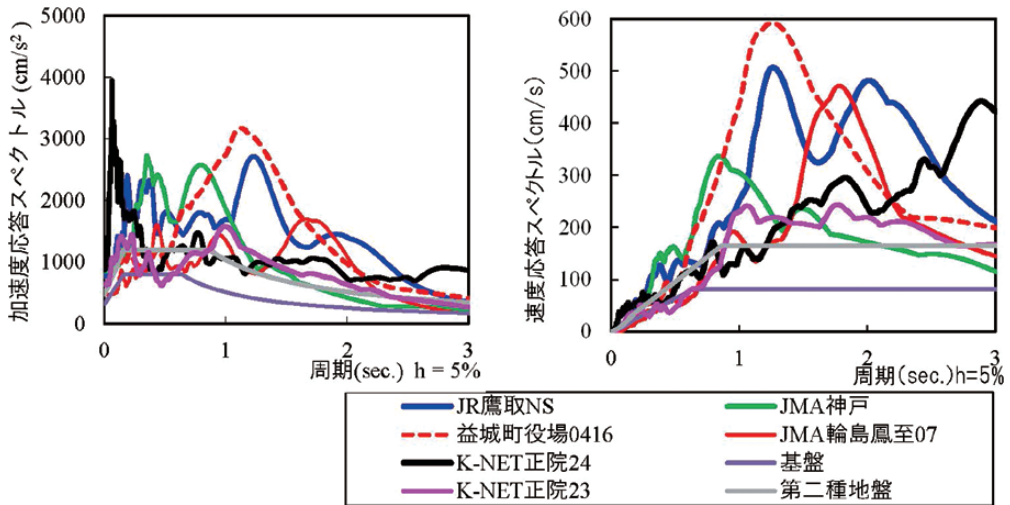 加速度応答スペクトル(cm/s²)
5000
4000
3000
2000
1000
0
0
1
2
3
周期(sec.) h = 5%
速度応答スペクトル(cm/s)
600
500
400
300
200
100
0
0
1
2
3
周期(sec.)h=5%
JR鷹取NS
JMA神戸
益城町役場0416
JMA輪島鳳至07
K-NET正院24
基盤
K-NET正院23
第二種地盤